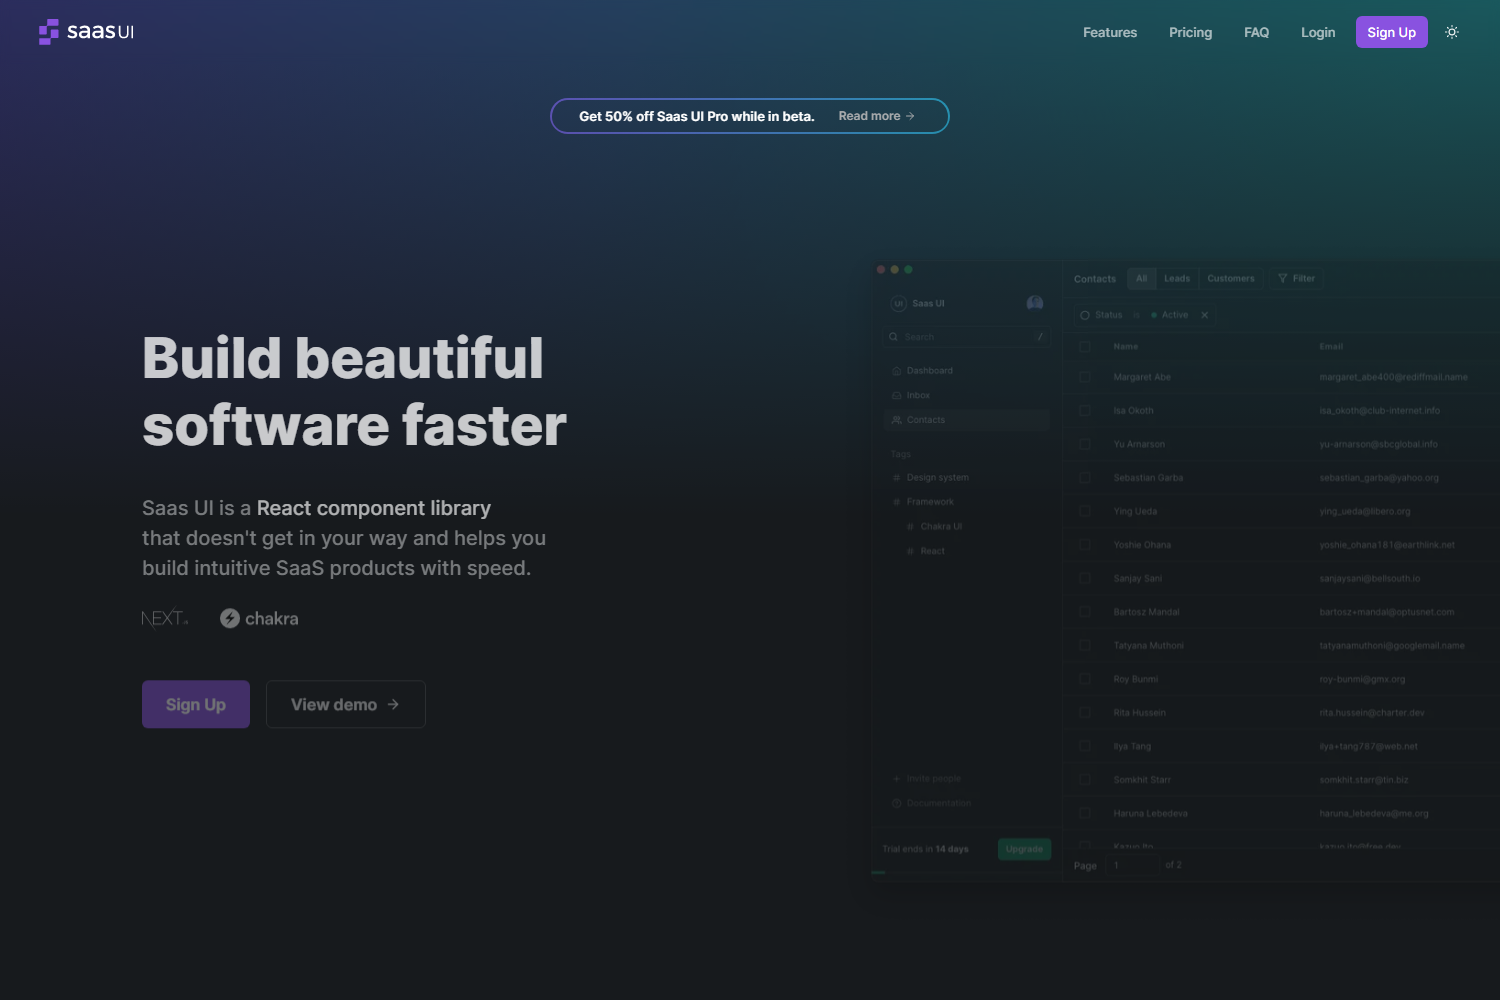 saas UI
Features
Pricing
FAQ
Login
Sign Up
Get 50% off Saas UI Pro while in beta.
Read more →
Build beautiful
software faster
Saas UI is a React component library
that doesn't get in your way and helps you
build intuitive SaaS products with speed.
NEXT
chakra
Sign Up
View demo →
UI Saas UI
Search /
Dashboard
Inbox
Contacts
Tags
# Design system
# Framework
# Chakra UI
# React
+ Invite people
Documentation
Trial ends in 14 days
Upgrade
Contacts All Leads Customers Filter
Status is Active ×
Name Email
Margaret Abe margaret_abe400@rediffmail.name
Isa Okoth isa_okoth@club-internet.info
Yu Arnarson yu-arnarson@sbcglobal.info
Sebastian Garba sebastian_garba@yahoo.org
Ying Ueda ying_ueda@libero.org
Yoshie Ohana yoshie_ohana181@earthlink.net
Sanjay Sani sanjaysani@bellsouth.io
Bartosz Mandal bartosz+mandal@optusnet.com
Tatyana Muthoni tatyanamuthoni@googlemail.name
Roy Bunmi roy-bunmi@gmx.org
Rita Hussein rita.hussein@charter.dev
Iiya Tang iiya+tang787@web.net
Somkhit Starr somkhit.starr@tin.biz
Haruna Lebedeva haruna_lebedeva@me.org
Kazuo Ito kazuo.ito@free.dev
Page 1 of 2